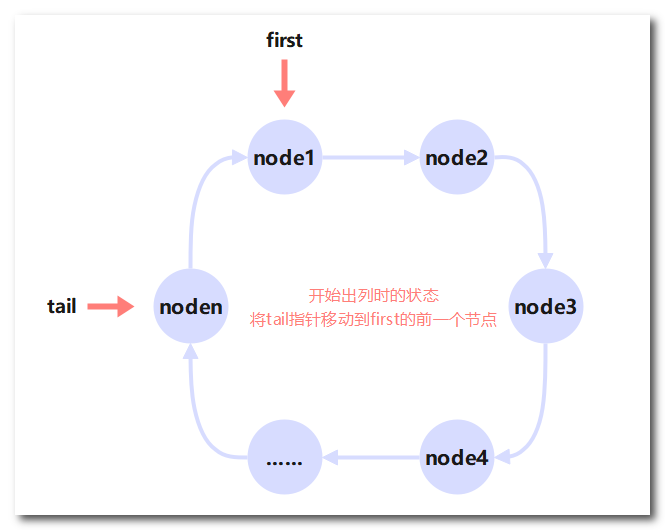 first
node1
node2
tail
noden
开始出列时的状态
将tail指针移动到first的前一个节点
node3
……
node4